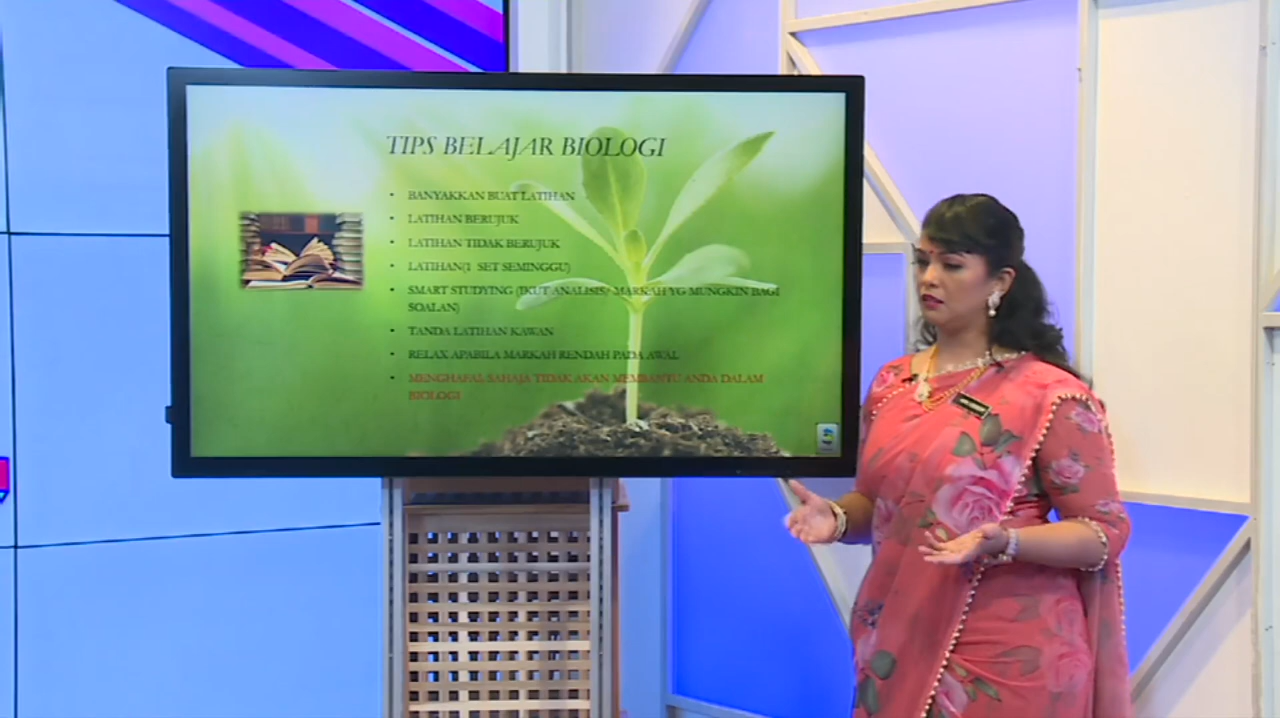 TIPS BELAJAR BIOLOGI
• BANYAKKAN BUAT LATIHAN
• LATIHAN BERUJUK
• LATIHAN TIDAK BERUJUK
• LATIHAN(1 SET SEMINGGU)
• SMART STUDYING (IKUT ANALISIS/ MARKAH YG MUNGKIN BAGI
SOALAN)
• TANDA LATIHAN KAWAN
• RELAX APABILA MARKAH RENDAH PADA AWAL
• MENGHAFAL SAHAJA TIDAK AKAN MEMBANTU ANDA DALAM
BIOLOGI